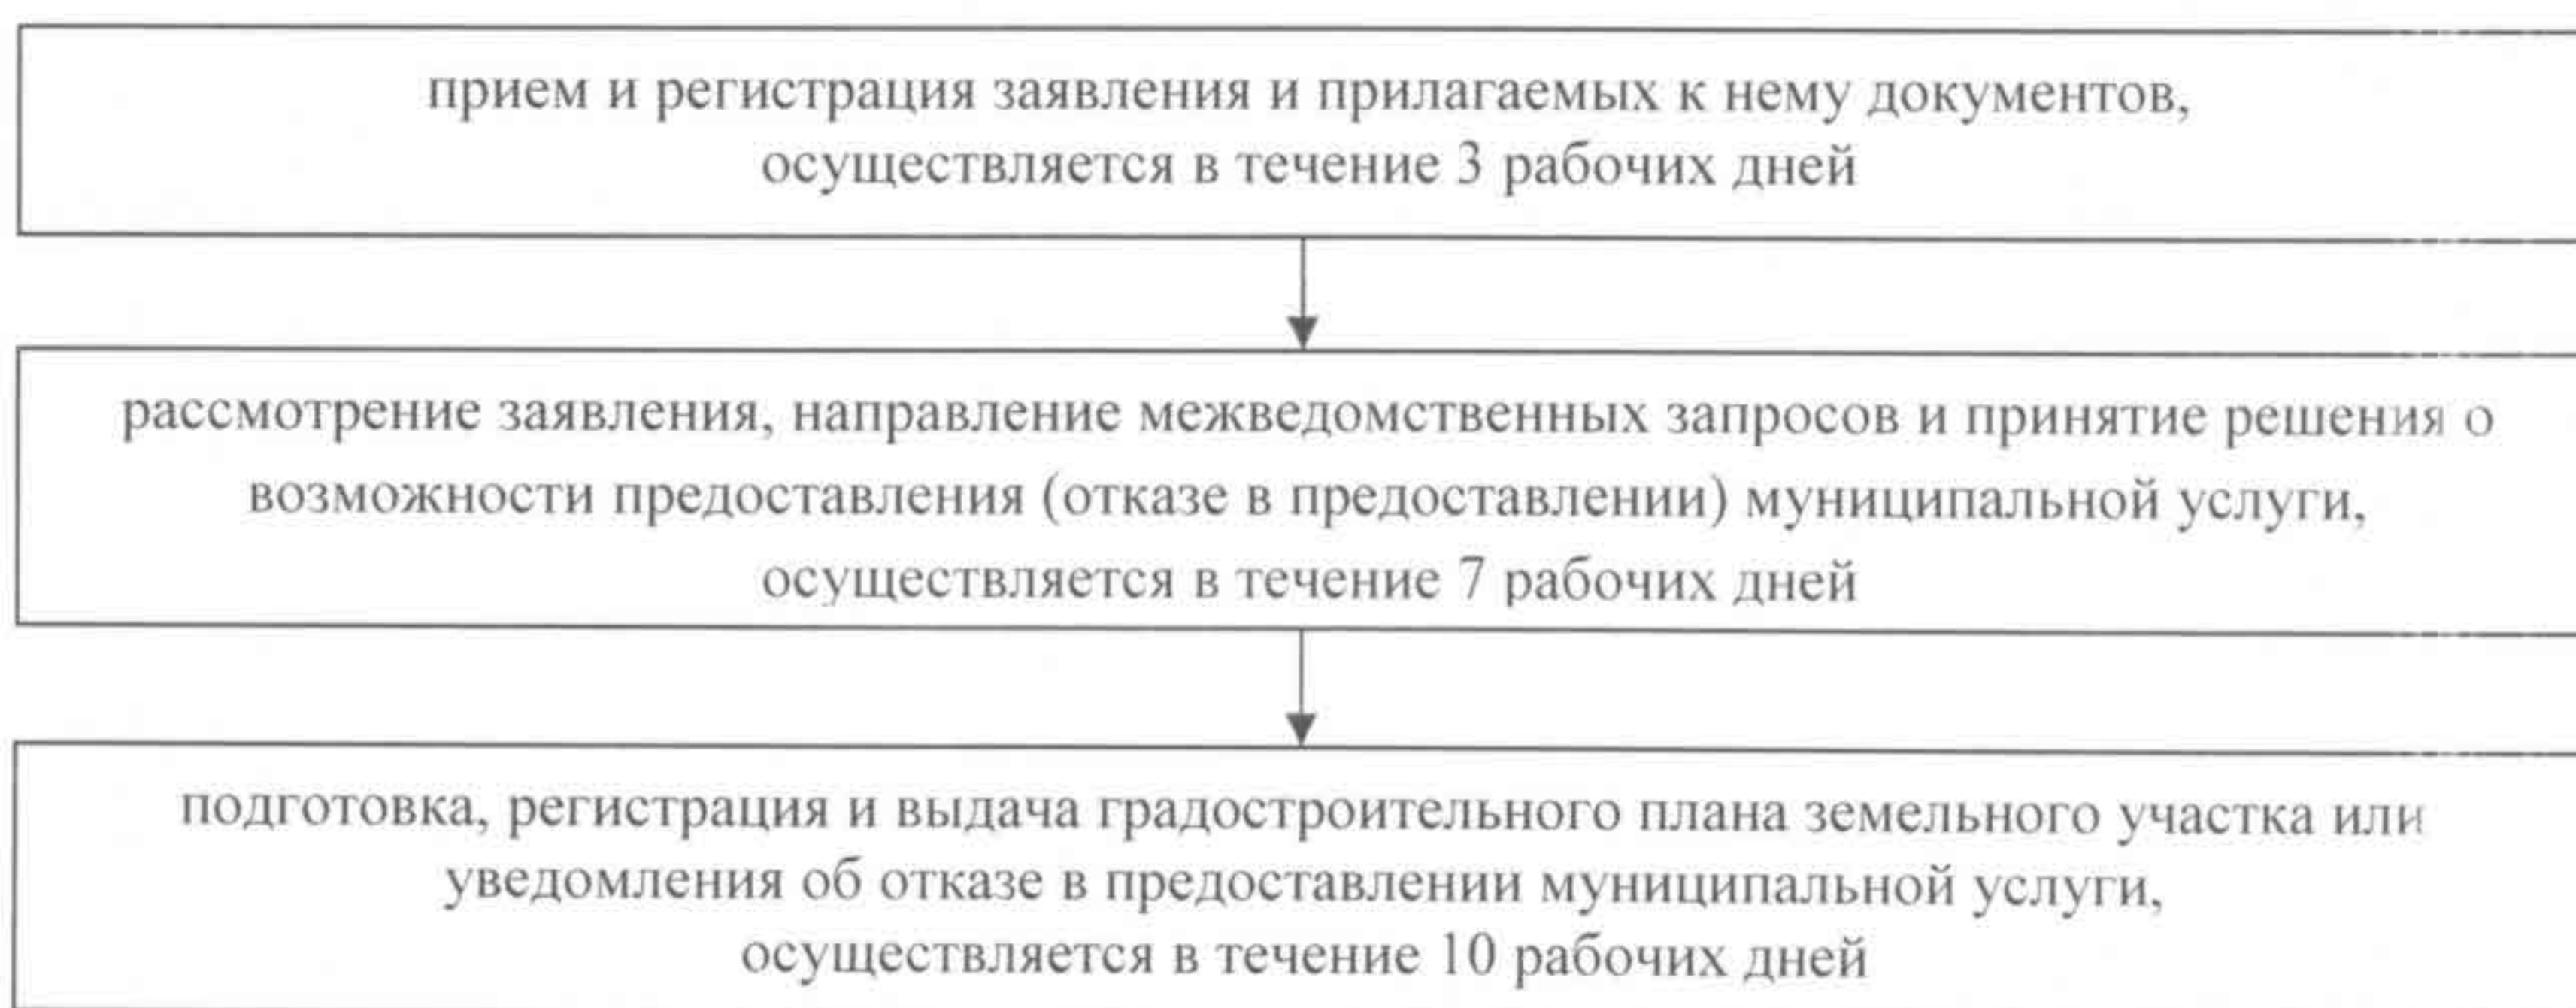 прием и регистрация заявления и прилагаемых к нему документов,
осуществляется в течение 3 рабочих дней
рассмотрение заявления, направление межведомственных запросов и принятие решения о
возможности предоставления (отказе в предоставлении) муниципальной услуги,
осуществляется в течение 7 рабочих дней
подготовка, регистрация и выдача градостроительного плана земельного участка или
уведомления об отказе в предоставлении муниципальной услуги,
осуществляется в течение 10 рабочих дней